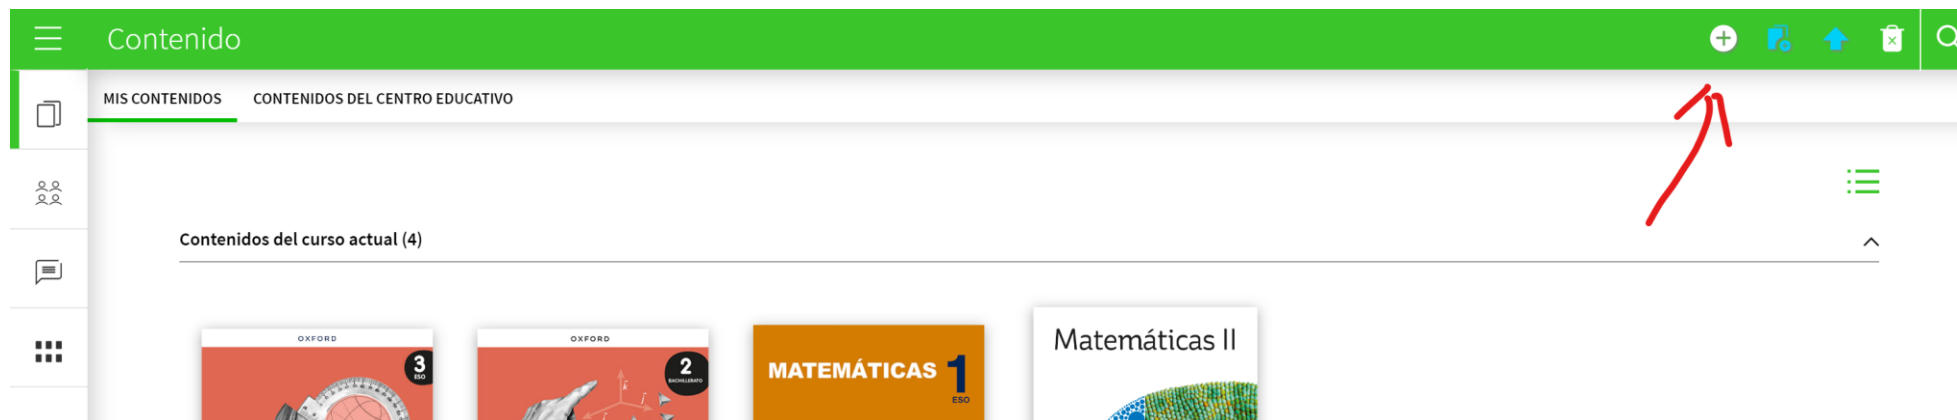 Contenido
MIS CONTENIDOS CONTENIDOS DEL CENTRO EDUCATIVO
Contenidos del curso actual (4)
OXFORD
3
ESO
OXFORD
2
BACHILLERATO
MATEMÁTICAS 1
ESO
Matemáticas II